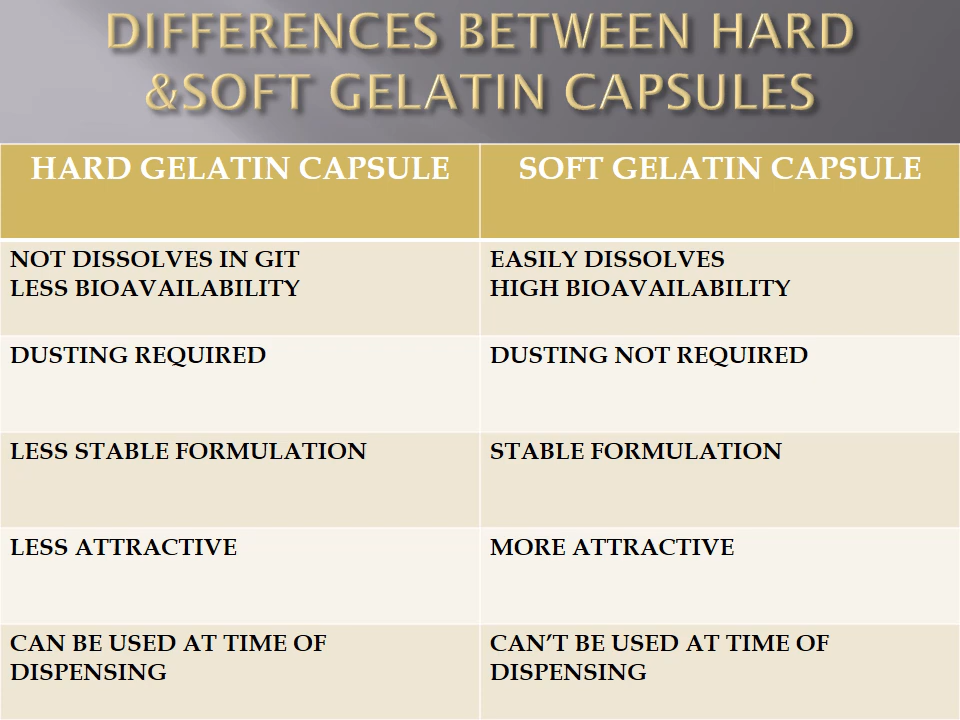 DIFFERENCES BETWEEN HARD
&SOFT GELATIN CAPSULES
HARD GELATIN CAPSULE
SOFT GELATIN CAPSULE
NOT DISSOLVES IN GIT
LESS BIOAVAILABILITY
EASILY DISSOLVES
HIGH BIOAVAILABILITY
DUSTING REQUIRED
DUSTING NOT REQUIRED
LESS STABLE FORMULATION
STABLE FORMULATION
LESS ATTRACTIVE
MORE ATTRACTIVE
CAN BE USED AT TIME OF
DISPENSING
CAN’T BE USED AT TIME OF
DISPENSING